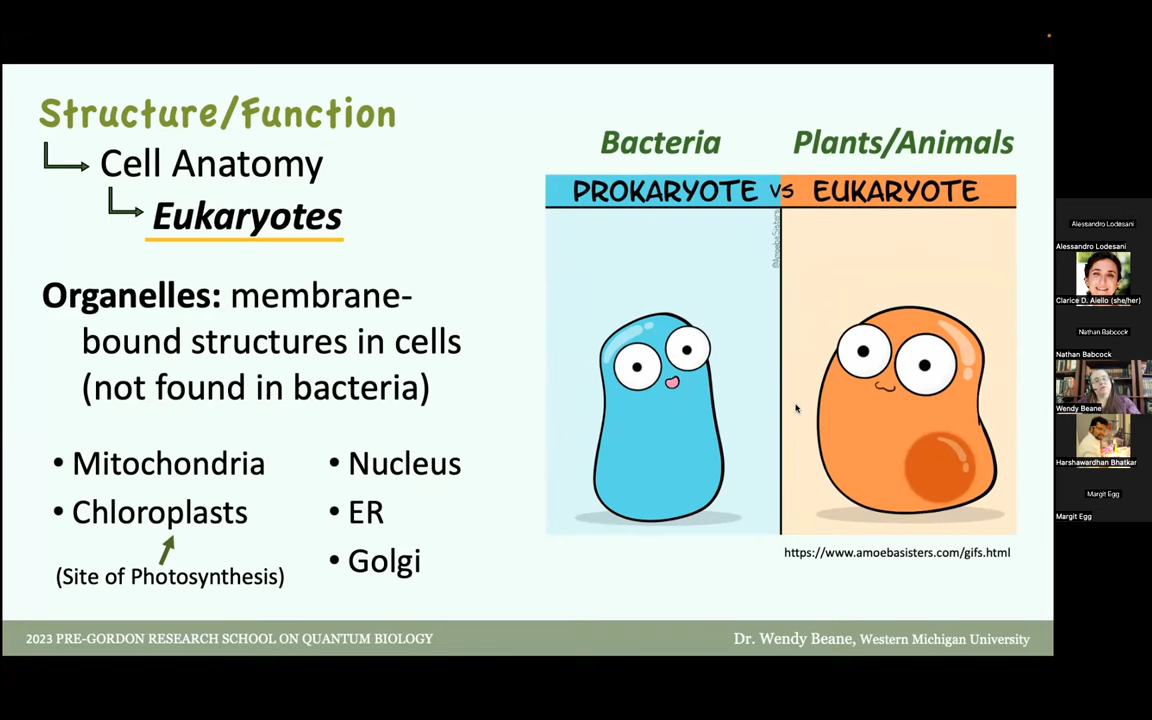 Structure/Function
Cell Anatomy
Eukaryotes
Organelles: membrane-
bound structures in cells
(not found in bacteria)
• Mitochondria
• Chloroplasts
(Site of Photosynthesis)
• Nucleus
• ER
• Golgi
Bacteria
Plants/Animals
PROKARYOTE vs EUKARYOTE
@AmoebaSisters
https://www.amoebasisters.com/gifs.html
2023 PRE-GORDON RESEARCH SCHOOL ON QUANTUM BIOLOGY
Dr. Wendy Beane, Western Michigan University
Alessandro Lodesani
Alessandro Lodesani
Clarice D. Aiello (she/her)
Nathan Babcock
Nathan Babcock
Wendy Beane
Harshawardhan Bhatkar
Margit Egg
Margit Egg